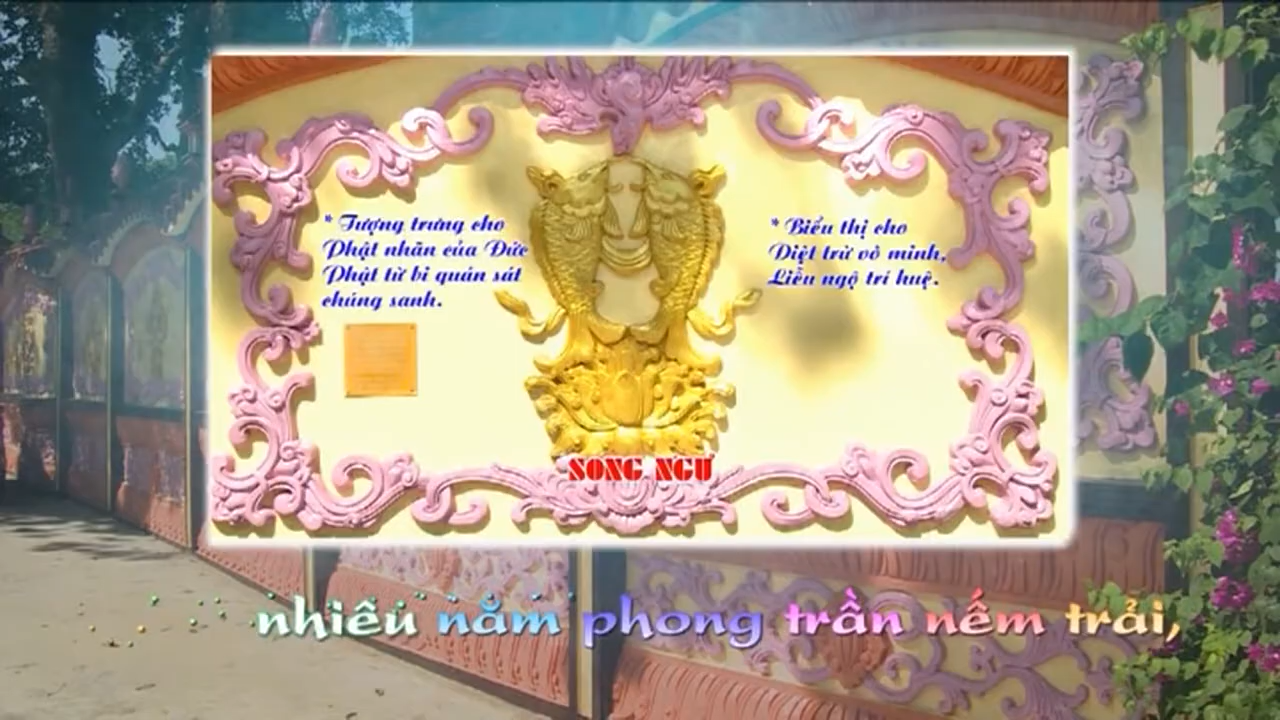 * Tượng trưng cho
Phật nhãn của Đức
Phật từ bi quán sát
chúng sanh.
* Biểu thị cho
Diệt trừ vô minh,
Liễu ngộ trí huệ.
SONG NGƯ
nhiều năm phong trần nếm trải,